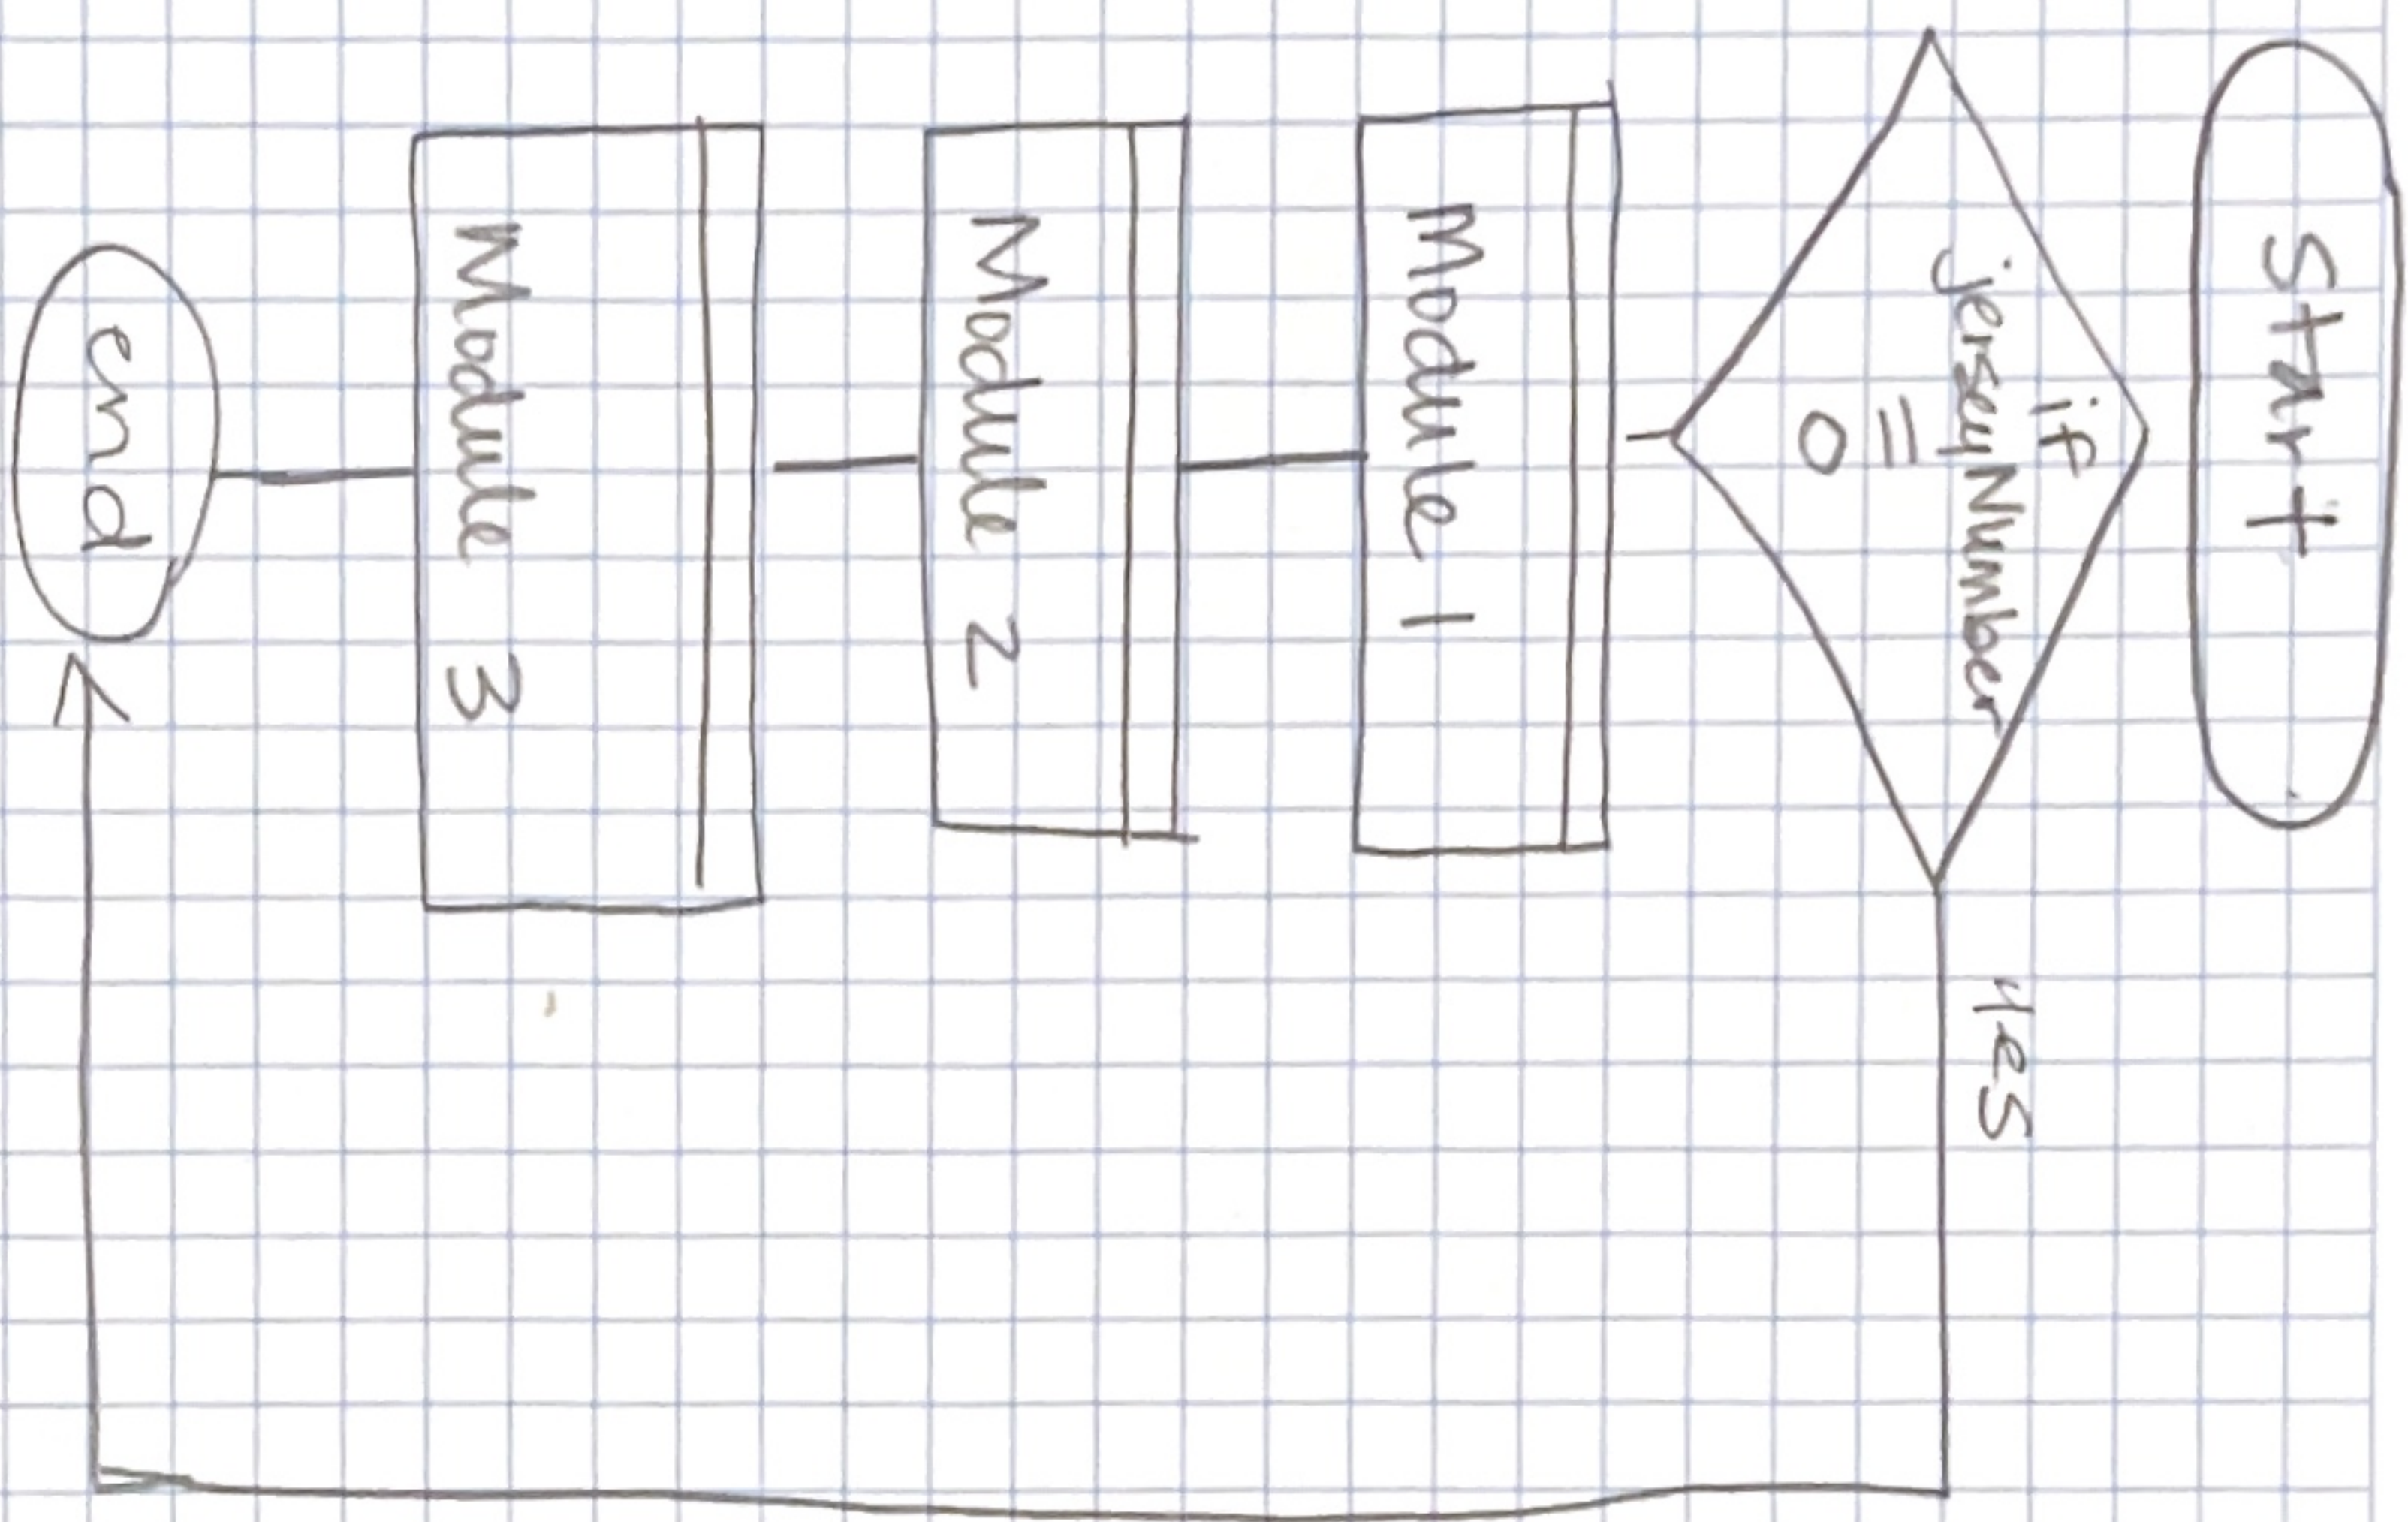 Start
if
jerseyNumber
=
0
yes
Module 1
Module 2
Module 3
end